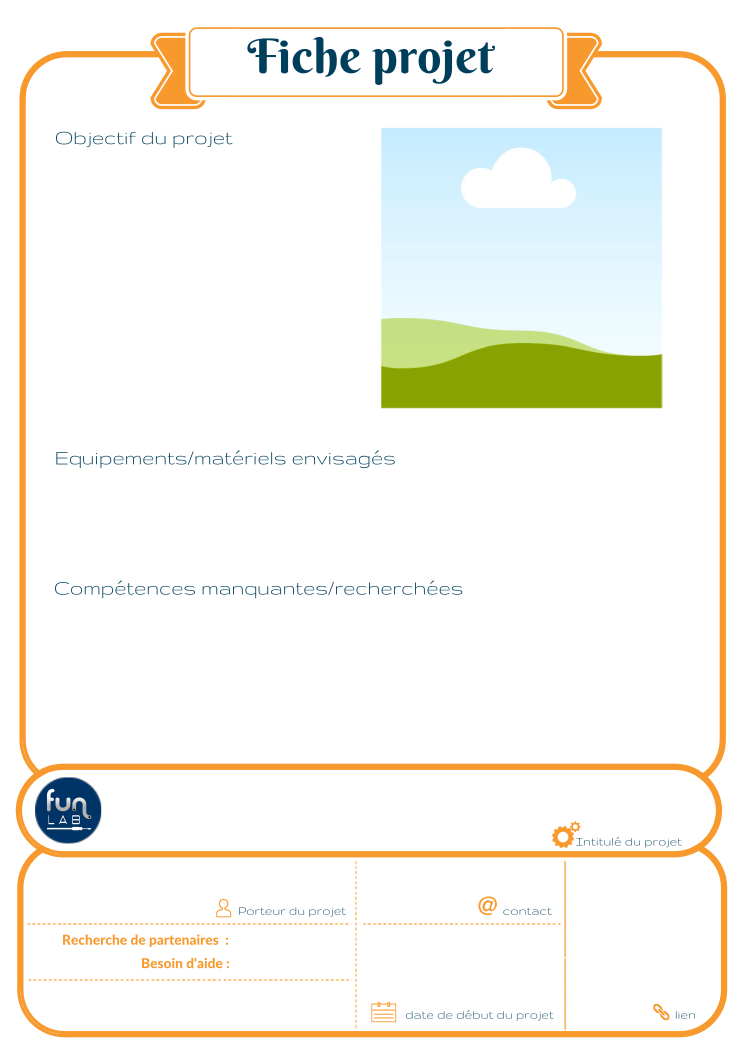 Fiche projet
Objectif du projet
Equipements/matériels envisagés
Compétences manquantes/recherchées
fun
LAB
Intitulé du projet
Porteur du projet
@ contact
Recherche de partenaires :
Besoin d'aide :
date de début du projet
lien